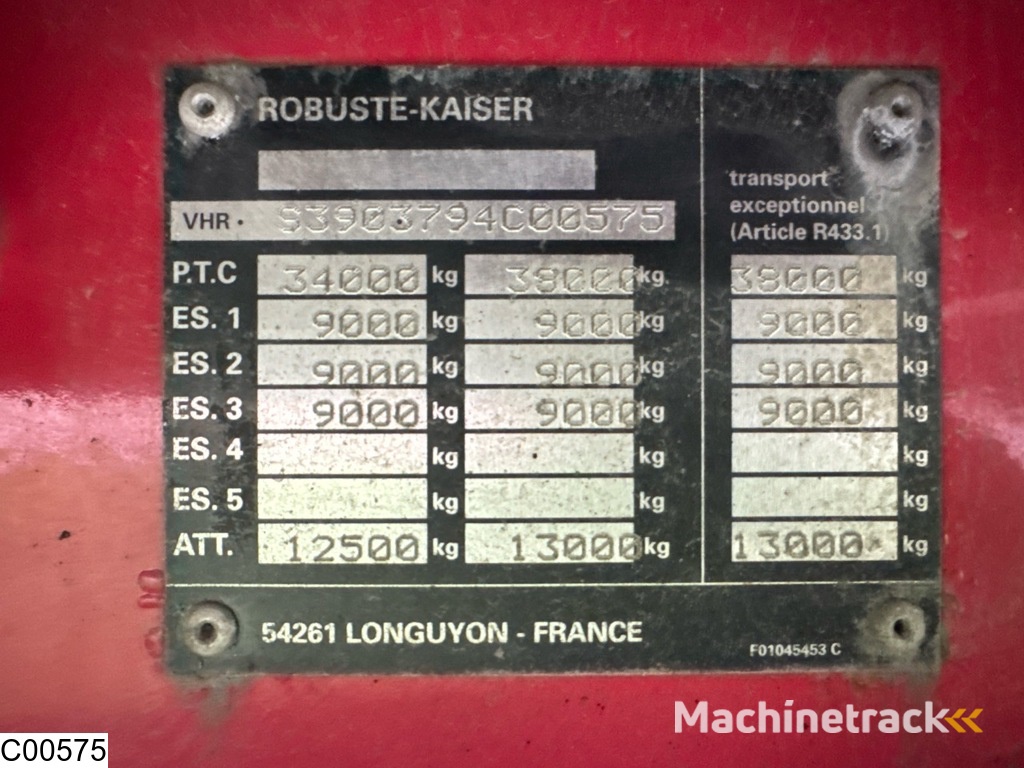 ROBUSTE-KAISER
VHR · S3903794C00575
transport
exceptionnel
(Article R433.1)
P.T.C 34000 kg 38000 kg 38000 kg
ES. 1 9000 kg 9000 kg 9000 kg
ES. 2 9000 kg 9000 kg 9000 kg
ES. 3 9000 kg 9000 kg 9000 kg
ES. 4 kg kg kg
ES. 5 kg kg kg
ATT. 12500 kg 13000 kg 13000 kg
54261 LONGUYON - FRANCE
F01045453 C
Machinetrack
C00575